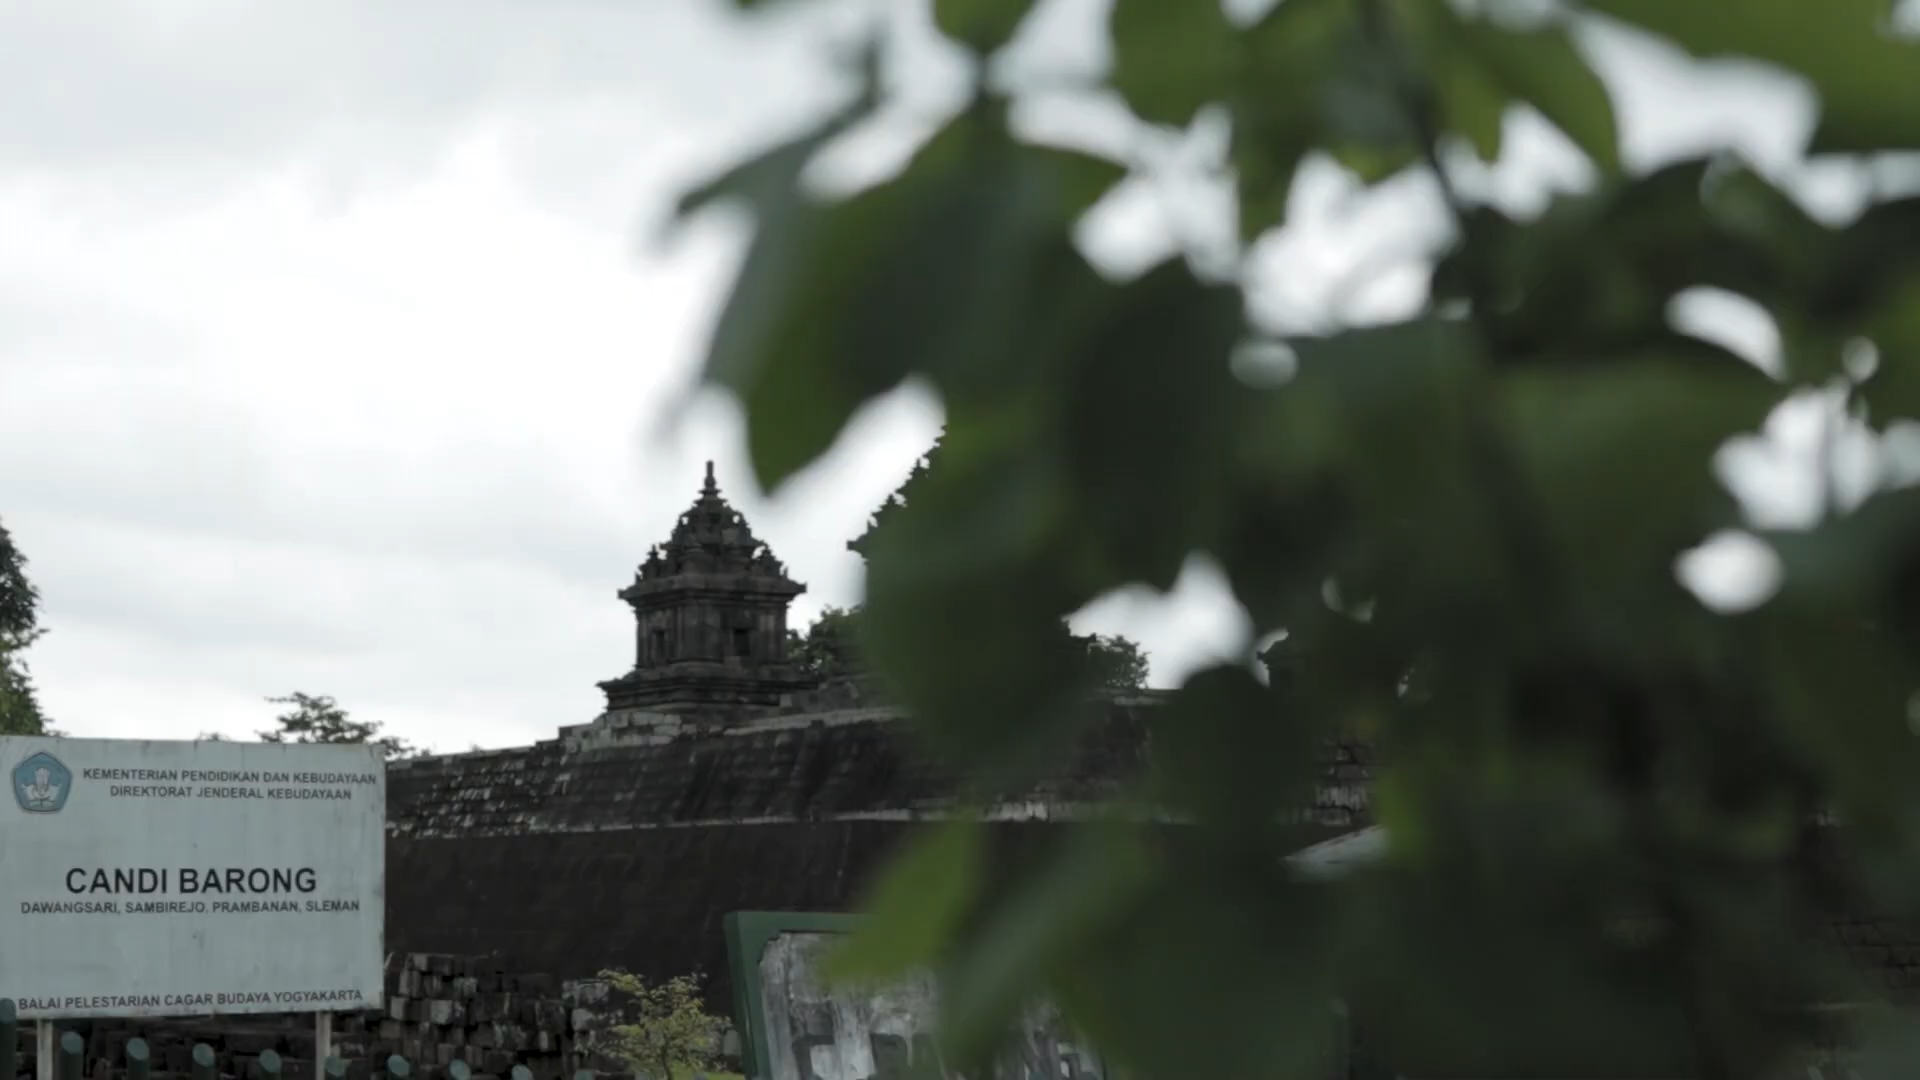 KEMENTERIAN PENDIDIKAN DAN KEBUDAYAAN
DIREKTORAT JENDERAL KEBUDAYAAN
CANDI BARONG
DAWANGSARI, SAMBIREJO, PRAMBANAN, SLEMAN
BALAI PELESTARIAN CAGAR BUDAYA YOGYAKARTA